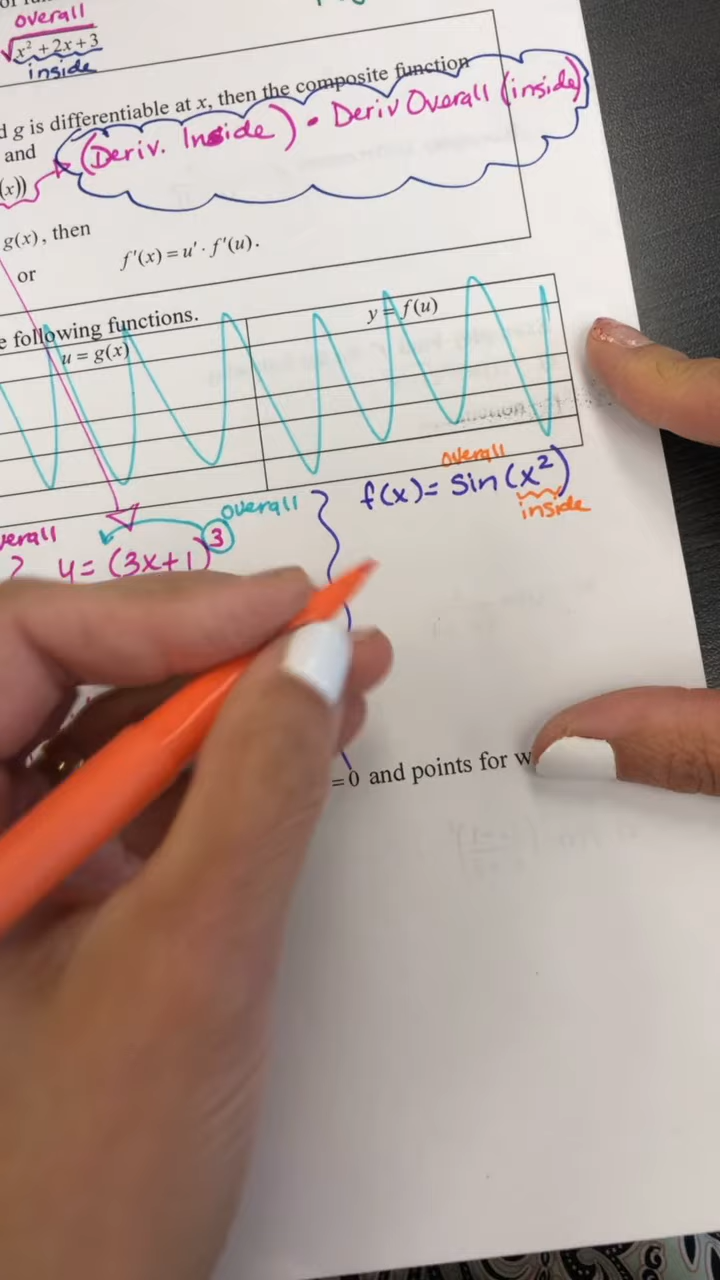 overall
√x² + 2x + 3
inside
g is differentiable at x, then the composite function
and (Deriv. Inside) • Deriv Overall (inside)
(x))
g(x), then
or f'(x) = u' · f'(u).
following functions.
u = g(x) y = f(u)
overall
overall f(x) = sin(x²)
inside
y = (3x+1)³
= 0 and points for